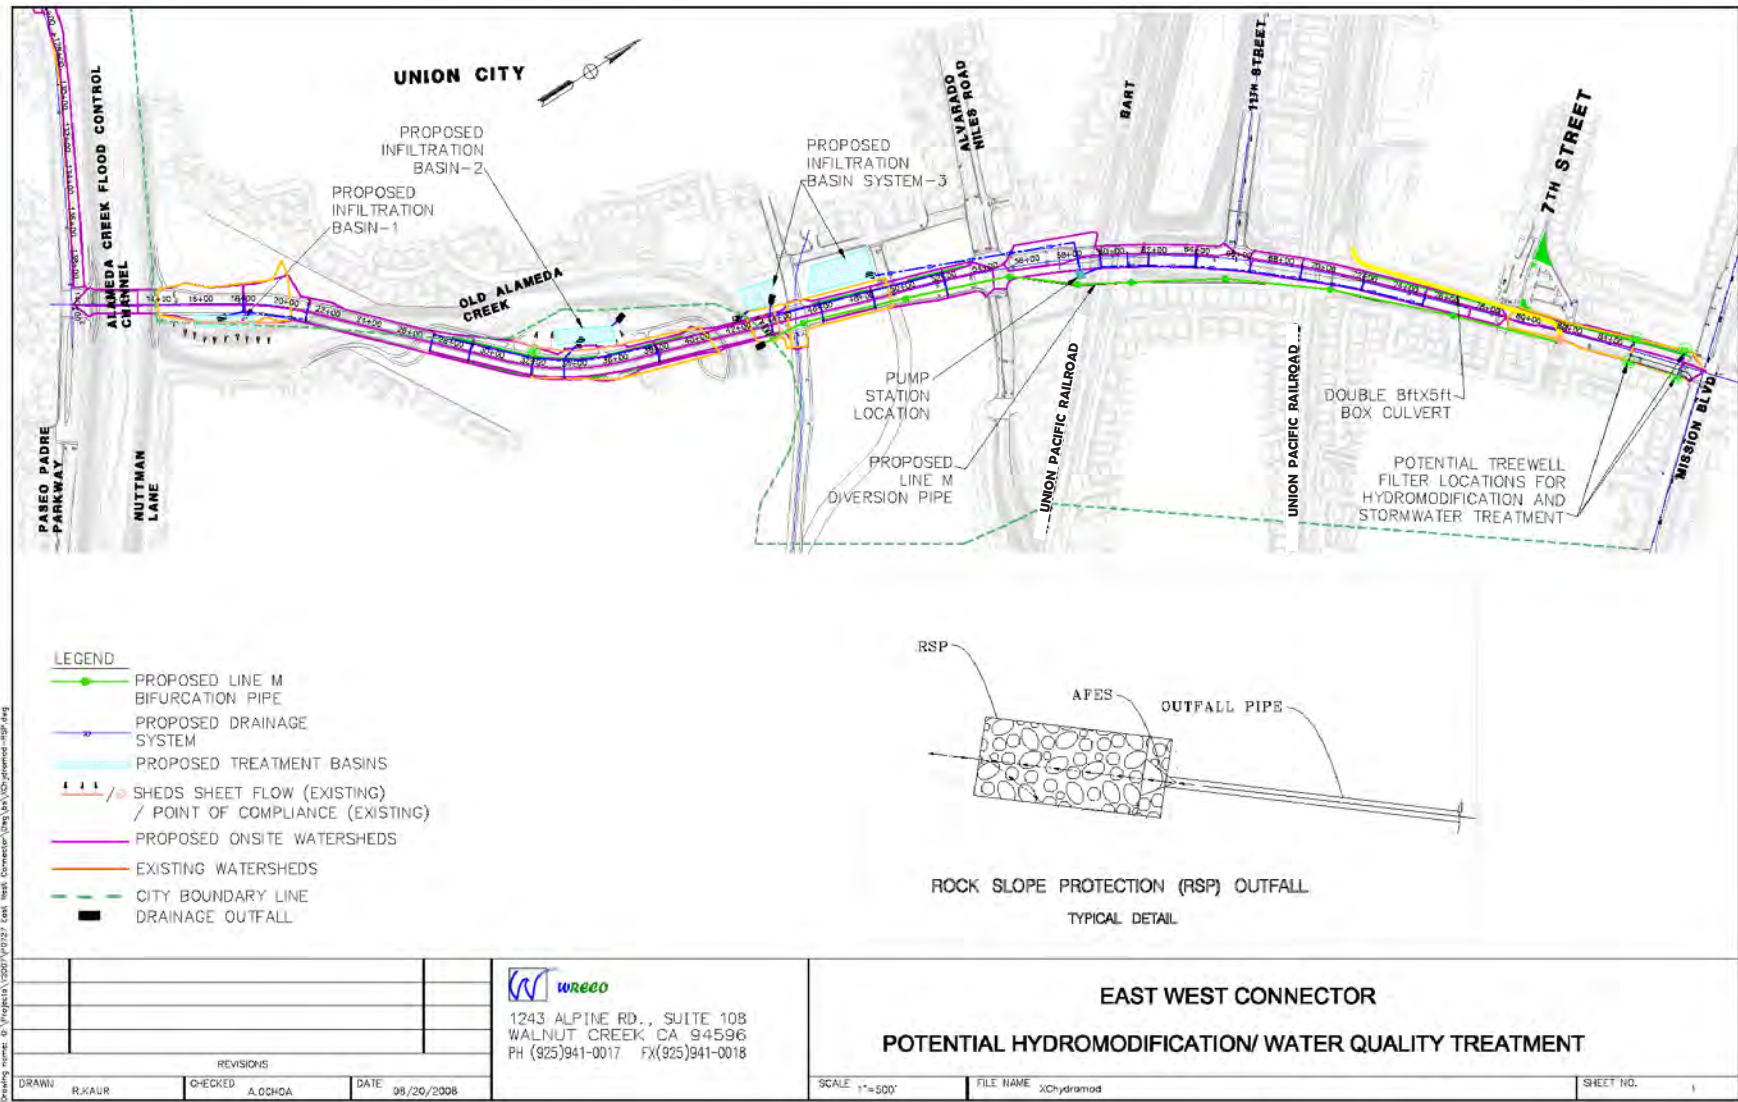 UNION CITY
PROPOSED
INFILTRATION
BASIN-2
PROPOSED
INFILTRATION
BASIN-1
PROPOSED
INFILTRATION
BASIN SYSTEM-3
ALAMEDA CREEK FLOOD CONTROL
CHANNEL
OLD ALAMEDA
CREEK
ALVARADO
NILES ROAD
BART
11TH STREET
7TH STREET
PASEO PADRE
PARKWAY
NUTTMAN
LANE
PUMP
STATION
LOCATION
PROPOSED
LINE M
DIVERSION PIPE
UNION PACIFIC RAILROAD
UNION PACIFIC RAILROAD
DOUBLE 8ftX5ft
BOX CULVERT
MISSION BLVD
POTENTIAL TREEWELL
FILTER LOCATIONS FOR
HYDROMODIFICATION AND
STORMWATER TREATMENT
LEGEND
PROPOSED LINE M
BIFURCATION PIPE
PROPOSED DRAINAGE
SYSTEM
PROPOSED TREATMENT BASINS
SHEDS SHEET FLOW (EXISTING)
/ POINT OF COMPLIANCE (EXISTING)
PROPOSED ONSITE WATERSHEDS
EXISTING WATERSHEDS
CITY BOUNDARY LINE
DRAINAGE OUTFALL
RSP
AFES
OUTFALL PIPE
ROCK SLOPE PROTECTION (RSP) OUTFALL
TYPICAL DETAIL
REVISIONS
DRAWN R.KAUR
CHECKED A.OCHOA
DATE 08/20/2008
WRECO
1243 ALPINE RD., SUITE 108
WALNUT CREEK CA 94596
PH (925)941-0017 FX(925)941-0018
EAST WEST CONNECTOR
POTENTIAL HYDROMODIFICATION/ WATER QUALITY TREATMENT
SCALE 1"=500'
FILE NAME XChydromod
SHEET NO. 1